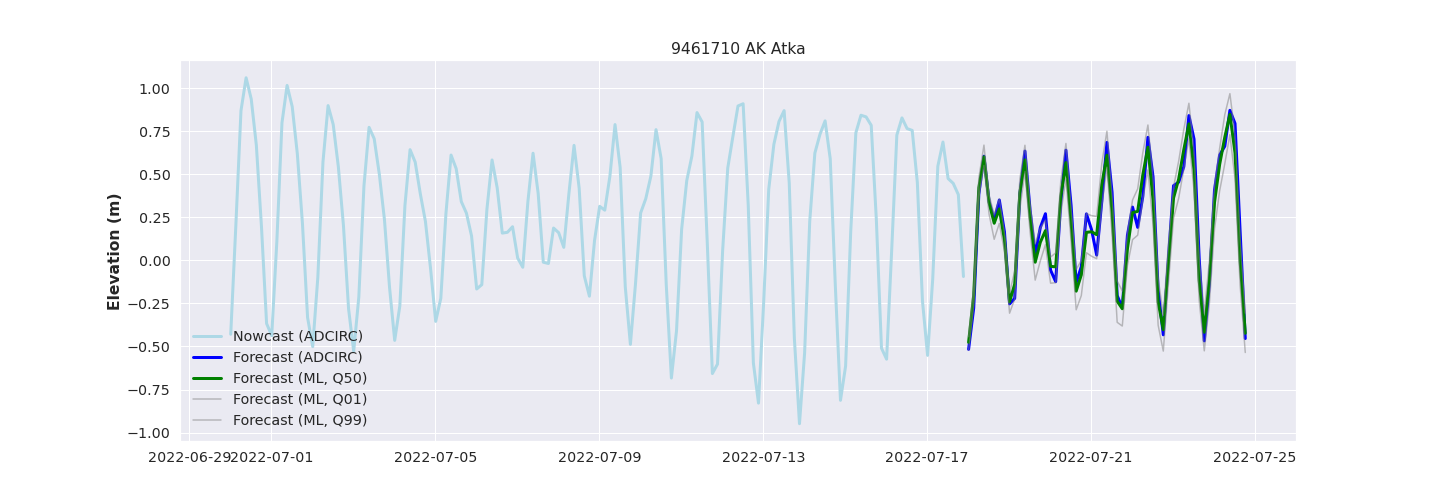 9461710 AK Atka
Elevation (m)
1.00
0.75
0.50
0.25
0.00
−0.25
−0.50
−0.75
−1.00
Nowcast (ADCIRC)
Forecast (ADCIRC)
Forecast (ML, Q50)
Forecast (ML, Q01)
Forecast (ML, Q99)
2022-06-29 2022-07-01 2022-07-05 2022-07-09 2022-07-13 2022-07-17 2022-07-21 2022-07-25